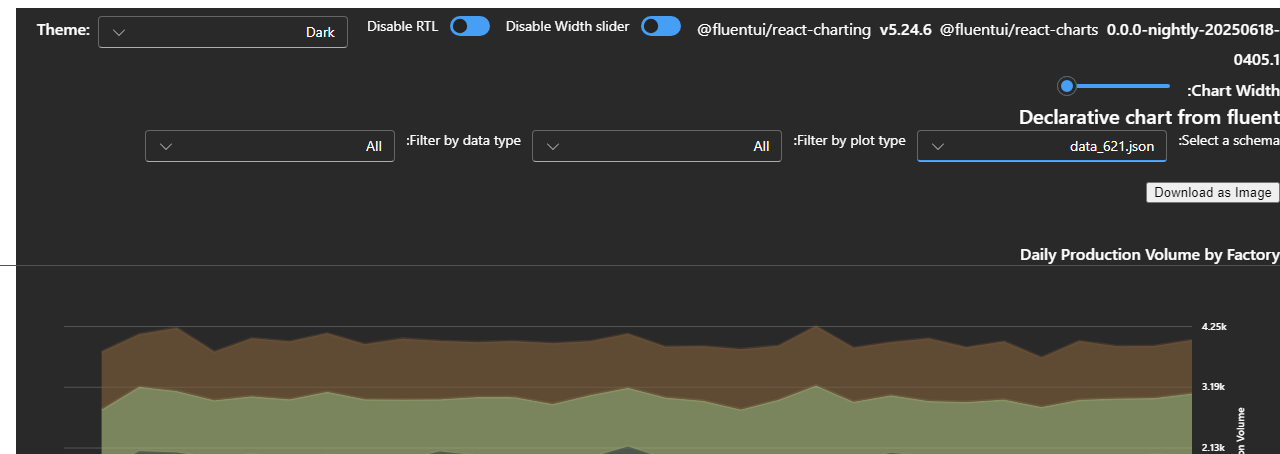 Theme: Dark Disable RTL Disable Width slider @fluentui/react-charting v5.24.6 @fluentui/react-charts 0.0.0-nightly-20250618-
0405.1
:Chart Width
Declarative chart from fluent
:Select a schema data_621.json :Filter by plot type All :Filter by data type All
Download as Image
Daily Production Volume by Factory
4.25k
3.19k
2.13k
Volume